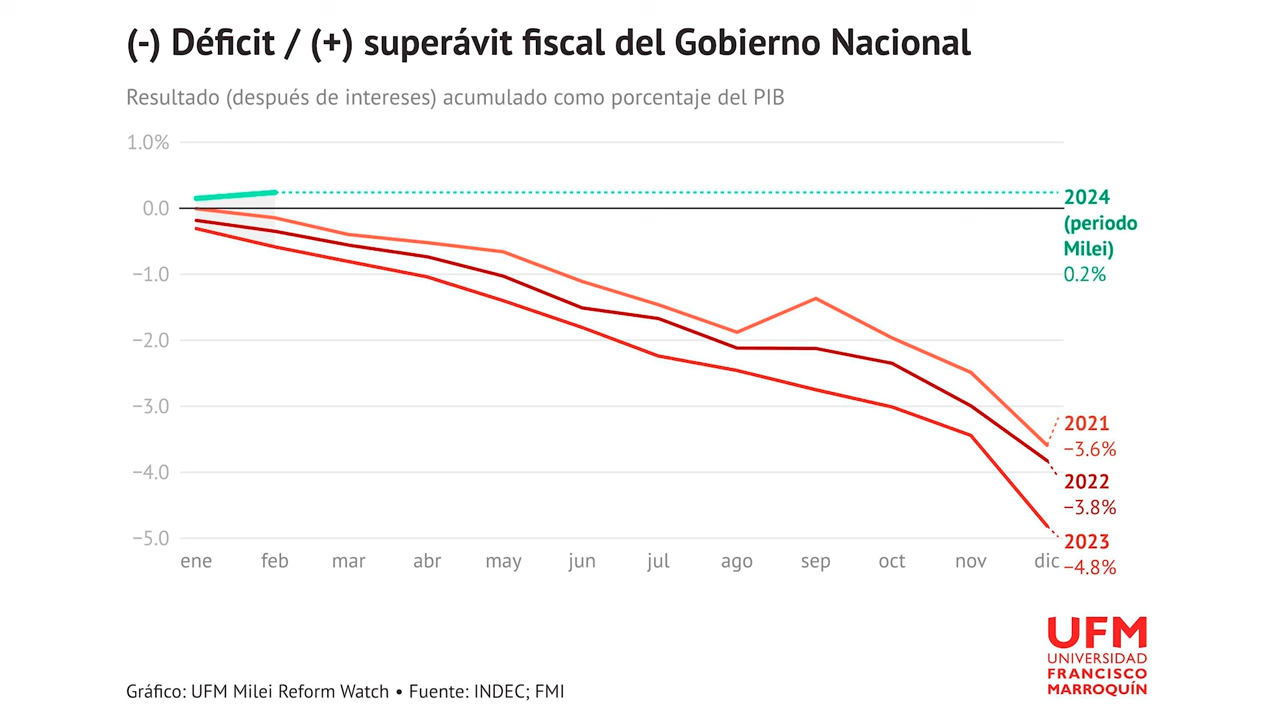 (-) Déficit / (+) superávit fiscal del Gobierno Nacional
Resultado (después de intereses) acumulado como porcentaje del PIB
1.0%
0.0
−1.0
−2.0
−3.0
−4.0
−5.0
ene feb mar abr may jun jul ago sep oct nov dic
2024
(periodo
Milei)
0.2%
2021
−3.6%
2022
−3.8%
2023
−4.8%
UFM
UNIVERSIDAD
FRANCISCO
MARROQUÍN
Gráfico: UFM Milei Reform Watch • Fuente: INDEC; FMI